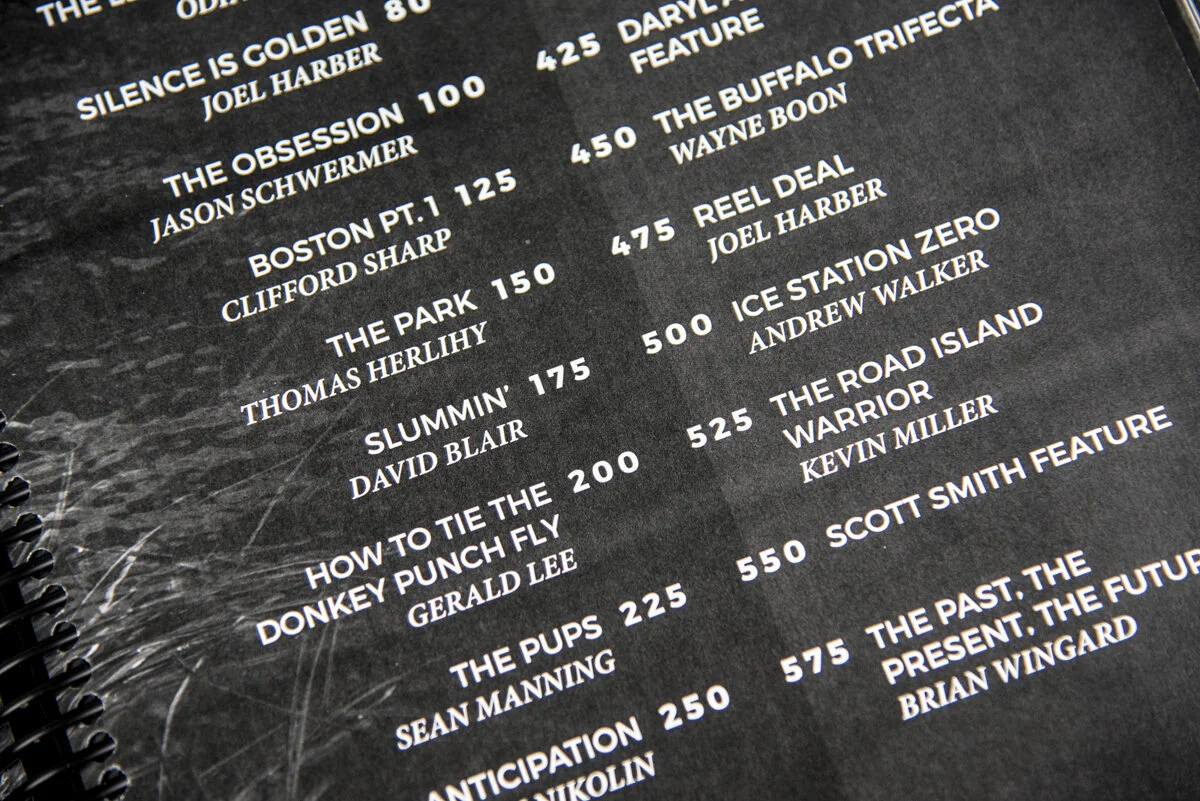 THE
SILENCE IS GOLDEN 80
JOEL HARBER
THE OBSESSION 100
JASON SCHWERMER
BOSTON PT.1 125
CLIFFORD SHARP
THE PARK 150
THOMAS HERLIHY
SLUMMIN' 175
DAVID BLAIR
HOW TO TIE THE 200
DONKEY PUNCH FLY
GERALD LEE
THE PUPS 225
SEAN MANNING
ANTICIPATION 250
NIKOLIN
425 DARYL
FEATURE
450 THE BUFFALO TRIFECTA
WAYNE BOON
475 REEL DEAL
JOEL HARBER
500 ICE STATION ZERO
ANDREW WALKER
525 THE ROAD ISLAND
WARRIOR
KEVIN MILLER
550 SCOTT SMITH FEATURE
575 THE PAST, THE
PRESENT, THE FUTUR
BRIAN WINGARD